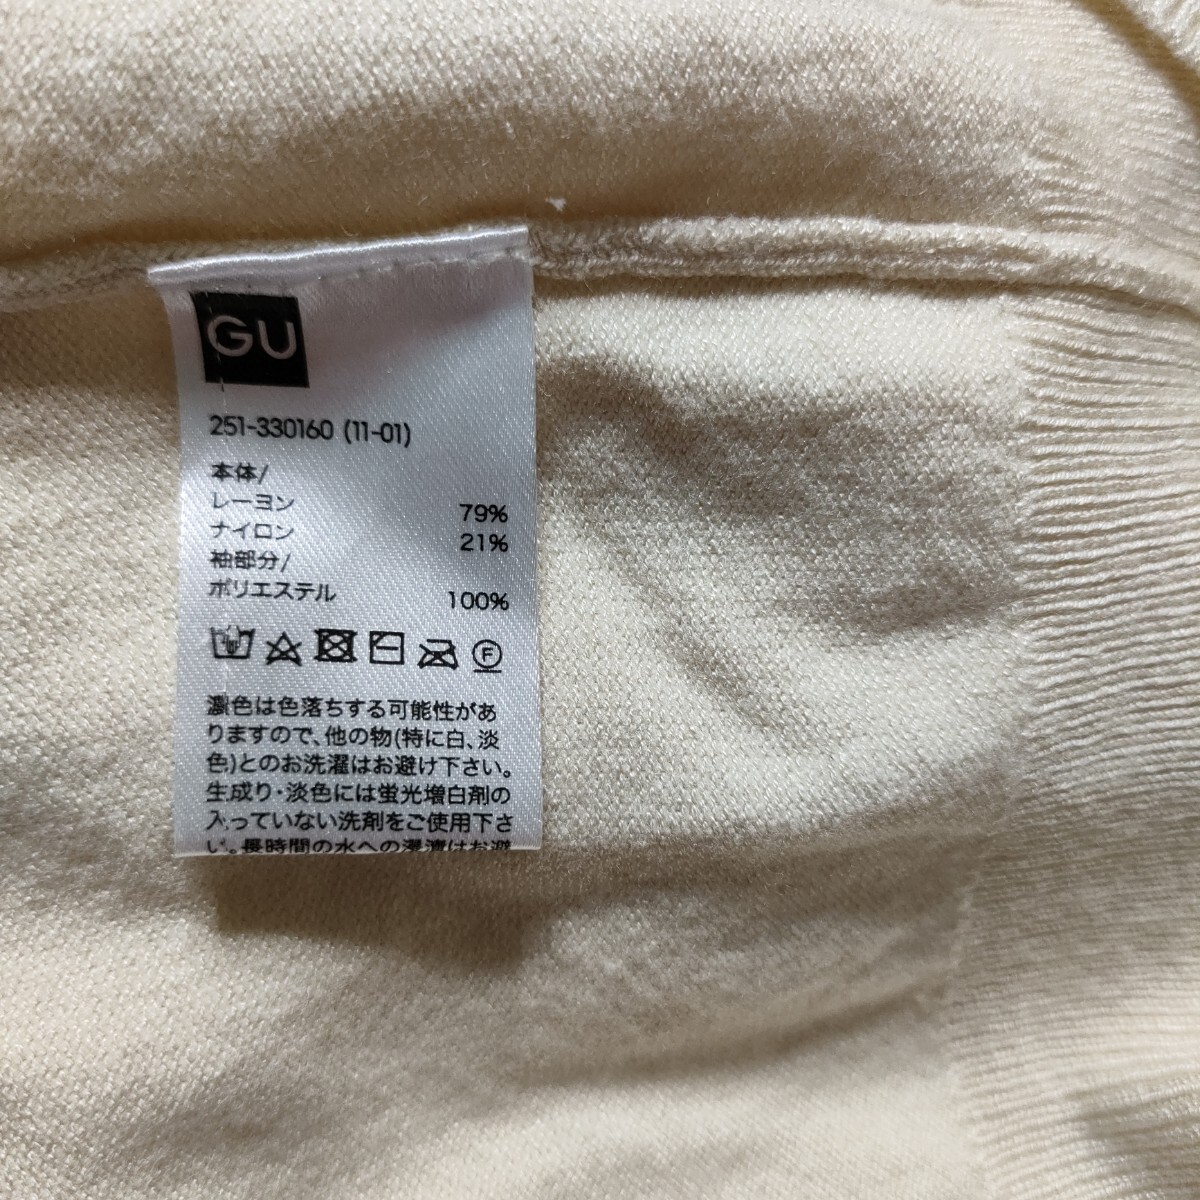 GU
251-330160 (11-01)
本体/
レーヨン 79%
ナイロン 21%
袖部分/
ポリエステル 100%
F
濃色は色落ちする可能性があ
りますので、他の物(特に白、淡
色)とのお洗濯はお避け下さい。
生成り・淡色には蛍光増白剤の
入っていない洗剤をご使用下さ
い。長時間の水への浸漬はお避